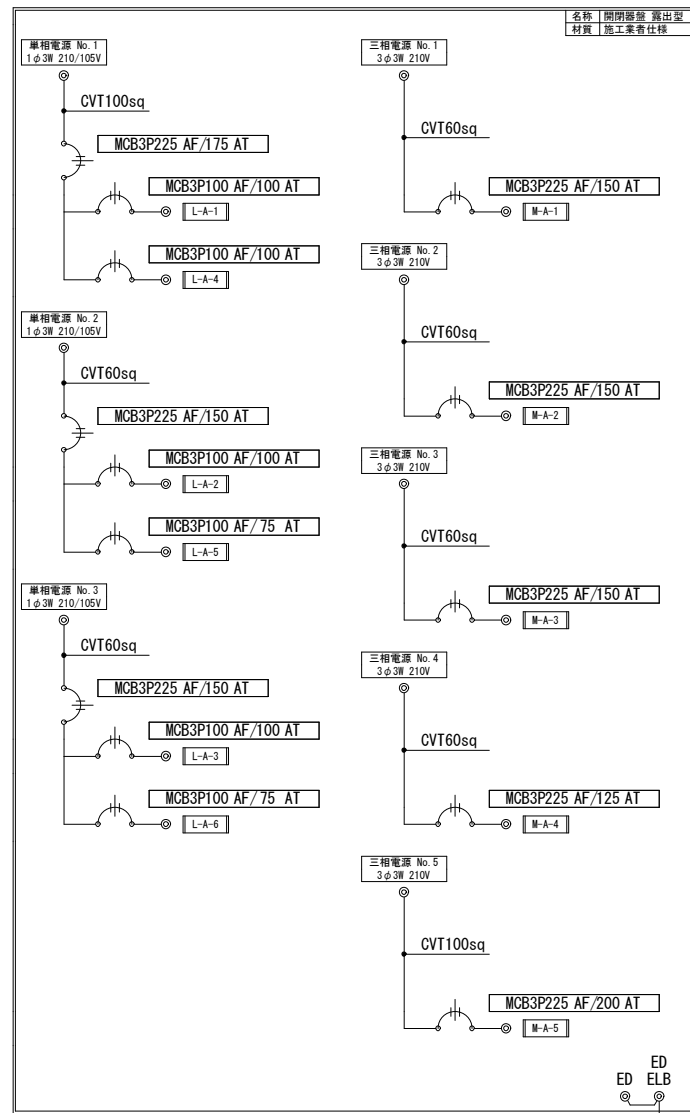 名称 開閉器盤 露出型
材質 施工業者仕様
単相電源 No.1
1φ3W 210/105V
CVT100sq
MCB3P225 AF/175 AT
MCB3P100 AF/100 AT
L-A-1
MCB3P100 AF/100 AT
L-A-4
単相電源 No.2
1φ3W 210/105V
CVT60sq
MCB3P225 AF/150 AT
MCB3P100 AF/100 AT
L-A-2
MCB3P100 AF/75 AT
L-A-5
単相電源 No.3
1φ3W 210/105V
CVT60sq
MCB3P225 AF/150 AT
MCB3P100 AF/100 AT
L-A-3
MCB3P100 AF/75 AT
L-A-6
三相電源 No.1
3φ3W 210V
CVT60sq
MCB3P225 AF/150 AT
M-A-1
三相電源 No.2
3φ3W 210V
CVT60sq
MCB3P225 AF/150 AT
M-A-2
三相電源 No.3
3φ3W 210V
CVT60sq
MCB3P225 AF/150 AT
M-A-3
三相電源 No.4
3φ3W 210V
CVT60sq
MCB3P225 AF/125 AT
M-A-4
三相電源 No.5
3φ3W 210V
CVT100sq
MCB3P225 AF/200 AT
M-A-5
ED
ED ELB